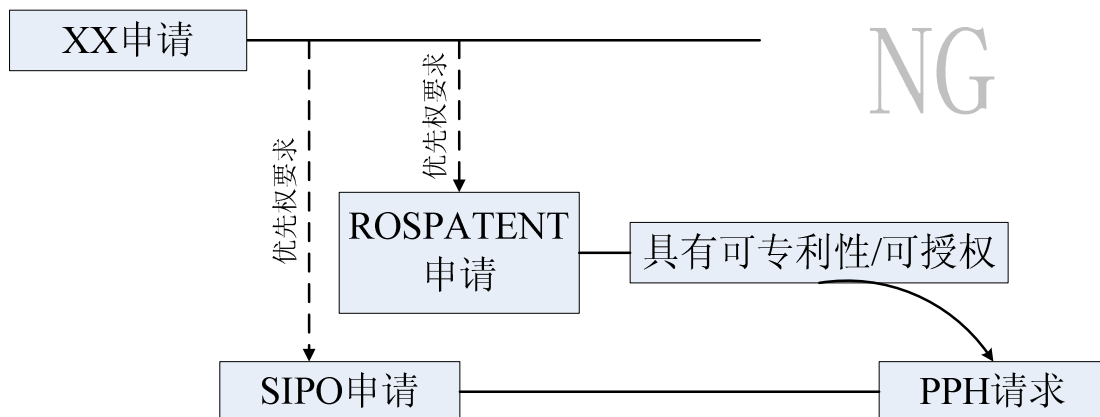 XX申请
NG
优先权要求
优先权要求
ROSPATENT
申请
具有可专利性/可授权
SIPO申请
PPH请求